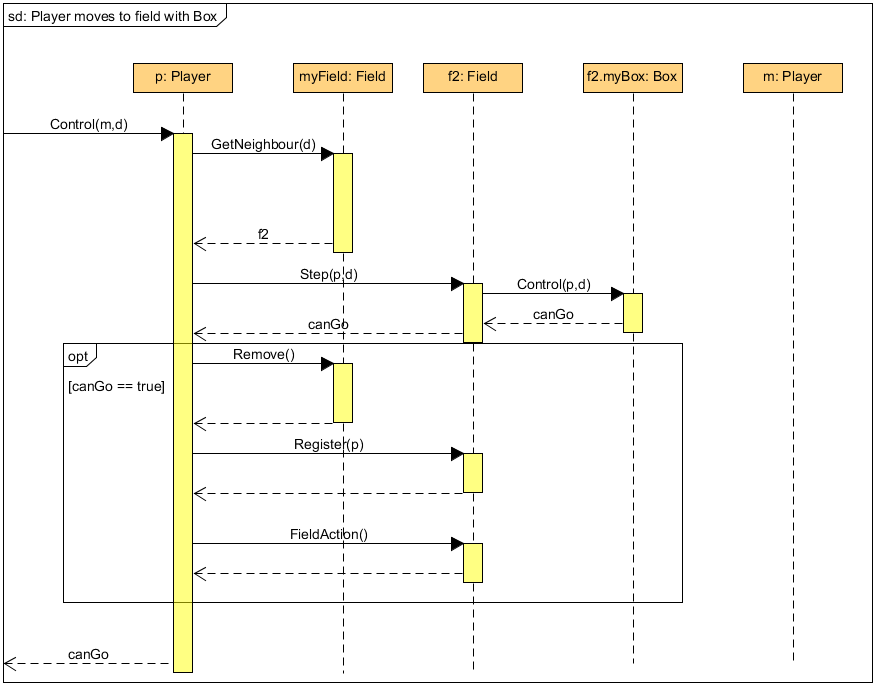 sd: Player moves to field with Box
p: Player
myField: Field
f2: Field
f2.myBox: Box
m: Player
Control(m,d)
GetNeighbour(d)
f2
Step(p,d)
Control(p,d)
canGo
canGo
opt
Remove()
[canGo == true]
Register(p)
FieldAction()
canGo